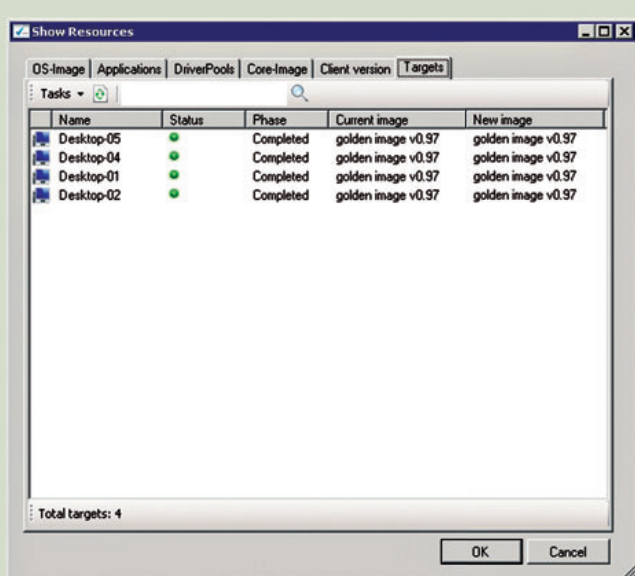 Show Resources
OS-Image Applications DriverPools Core-Image Client version Targets
Tasks
Name Status Phase Current image New image
Desktop-05 Completed golden image v0.97 golden image v0.97
Desktop-04 Completed golden image v0.97 golden image v0.97
Desktop-01 Completed golden image v0.97 golden image v0.97
Desktop-02 Completed golden image v0.97 golden image v0.97
Total targets: 4
OK Cancel